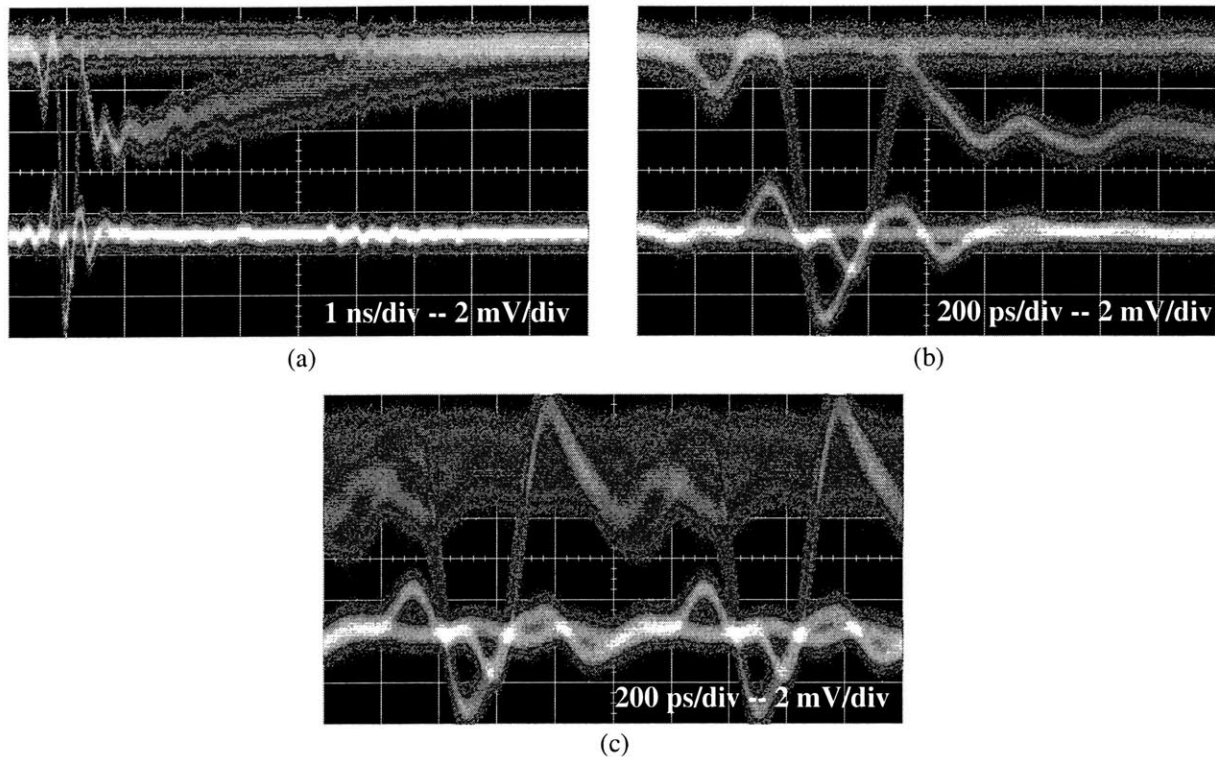 1 ns/div -- 2 mV/div
(a)
200 ps/div -- 2 mV/div
(b)
200 ps/div -- 2 mV/div
(c)